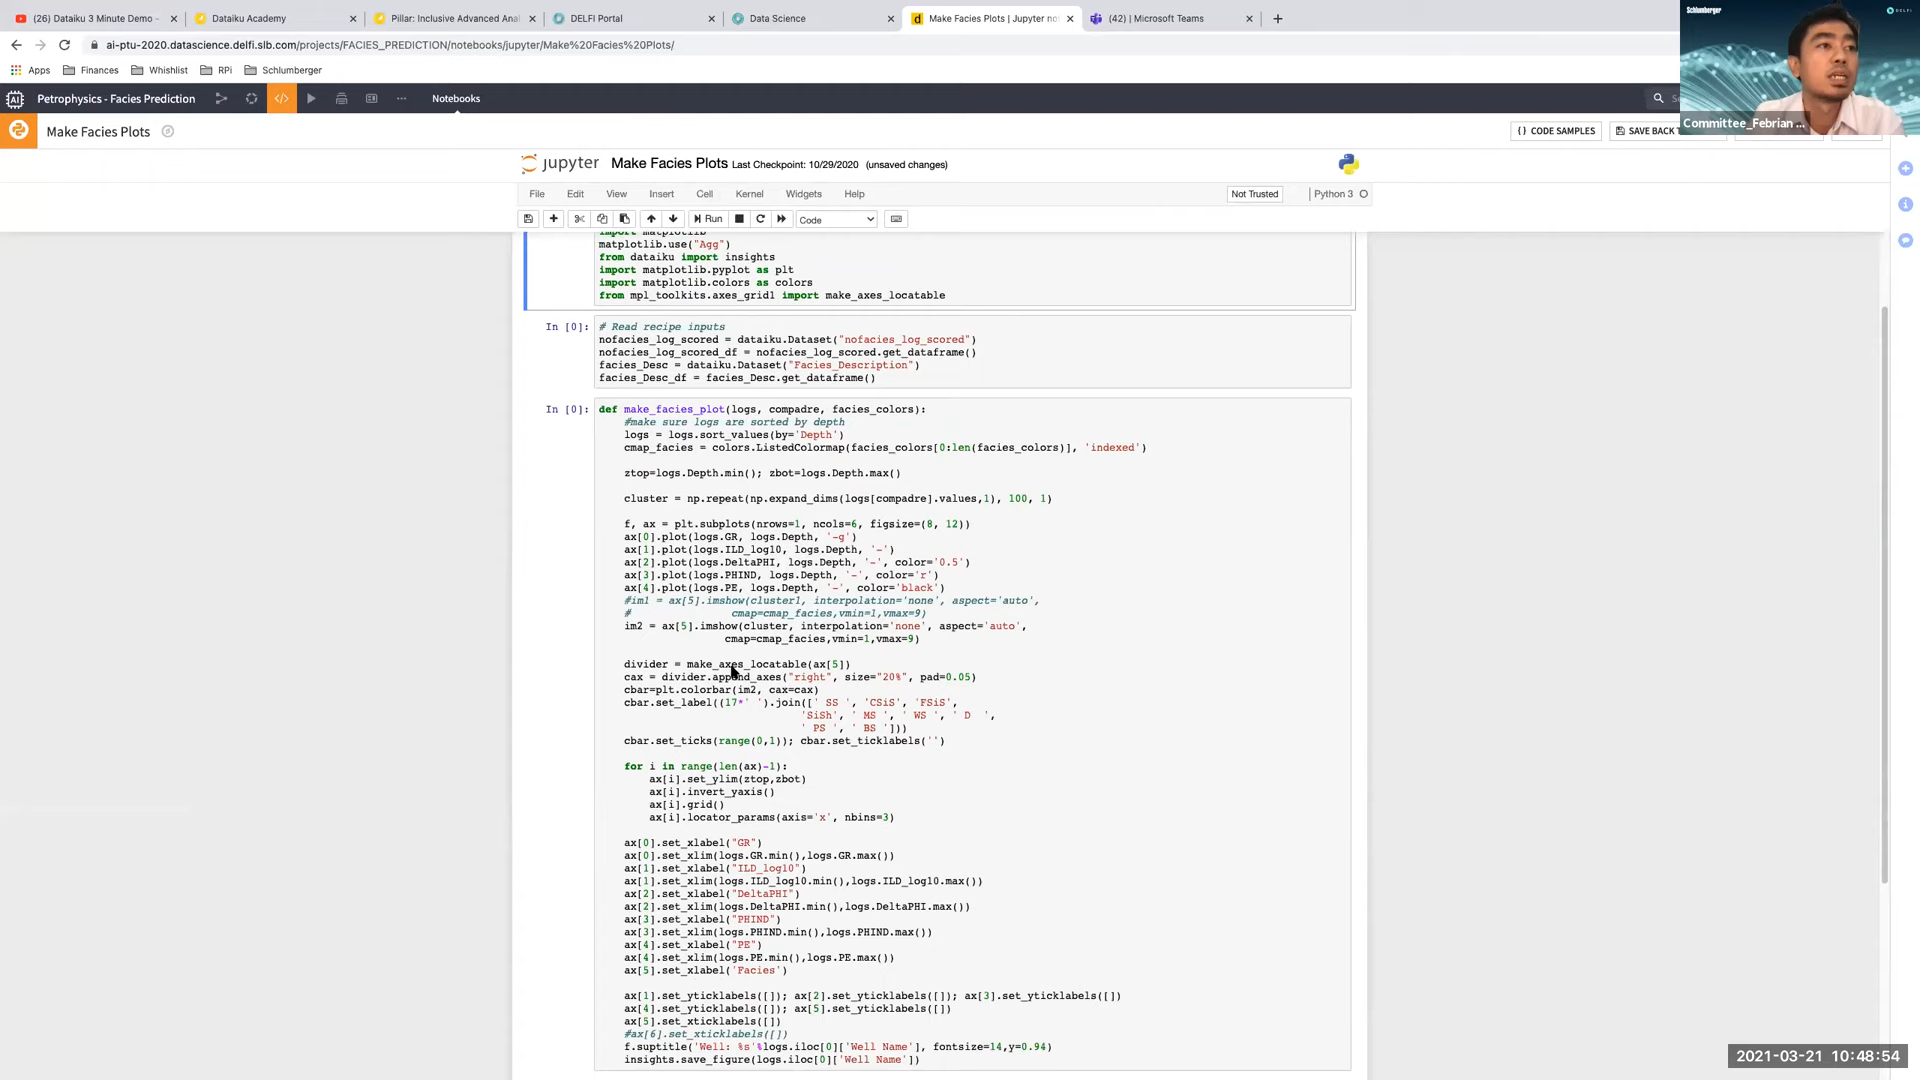 (26) Dataiku 3 Minute Demo -
Dataiku Academy
Pillar: Inclusive Advanced Anal
DELFI Portal
Data Science
Make Facies Plots | Jupyter no
(42) | Microsoft Teams
ai-ptu-2020.datascience.delfi.slb.com/projects/FACIES_PREDICTION/notebooks/jupyter/Make%20Facies%20Plots/
Apps Finances Whishlist RPi Schlumberger
Schlumberger
DELFI
Committee_Febrian ...
Petrophysics - Facies Prediction
Notebooks
Make Facies Plots
{ } CODE SAMPLES
SAVE BACK
jupyter Make Facies Plots Last Checkpoint: 10/29/2020 (unsaved changes)
File Edit View Insert Cell Kernel Widgets Help
Not Trusted
Python 3
Run
Code
import matplotlib
matplotlib.use("Agg")
from dataiku import insights
import matplotlib.pyplot as plt
import matplotlib.colors as colors
from mpl_toolkits.axes_grid1 import make_axes_locatable
In [0]: # Read recipe inputs
nofacies_log_scored = dataiku.Dataset("nofacies_log_scored")
nofacies_log_scored_df = nofacies_log_scored.get_dataframe()
facies_Desc = dataiku.Dataset("Facies_Description")
facies_Desc_df = facies_Desc.get_dataframe()
In [0]: def make_facies_plot(logs, compadre, facies_colors):
#make sure logs are sorted by depth
logs = logs.sort_values(by='Depth')
cmap_facies = colors.ListedColormap(facies_colors[0:len(facies_colors)], 'indexed')
ztop=logs.Depth.min(); zbot=logs.Depth.max()
cluster = np.repeat(np.expand_dims(logs[compadre].values,1), 100, 1)
f, ax = plt.subplots(nrows=1, ncols=6, figsize=(8, 12))
ax[0].plot(logs.GR, logs.Depth, '-g')
ax[1].plot(logs.ILD_log10, logs.Depth, '-')
ax[2].plot(logs.DeltaPHI, logs.Depth, '-', color='0.5')
ax[3].plot(logs.PHIND, logs.Depth, '-', color='r')
ax[4].plot(logs.PE, logs.Depth, '-', color='black')
#im1 = ax[5].imshow(cluster1, interpolation='none', aspect='auto',
# cmap=cmap_facies,vmin=1,vmax=9)
im2 = ax[5].imshow(cluster, interpolation='none', aspect='auto',
cmap=cmap_facies,vmin=1,vmax=9)
divider = make_axes_locatable(ax[5])
cax = divider.append_axes("right", size="20%", pad=0.05)
cbar=plt.colorbar(im2, cax=cax)
cbar.set_label((17*' ').join([' SS ', 'CSiS', 'FSiS',
'SiSh', ' MS ', ' WS ', ' D ',
' PS ', ' BS ']))
cbar.set_ticks(range(0,1)); cbar.set_ticklabels('')
for i in range(len(ax)-1):
ax[i].set_ylim(ztop,zbot)
ax[i].invert_yaxis()
ax[i].grid()
ax[i].locator_params(axis='x', nbins=3)
ax[0].set_xlabel("GR")
ax[0].set_xlim(logs.GR.min(),logs.GR.max())
ax[1].set_xlabel("ILD_log10")
ax[1].set_xlim(logs.ILD_log10.min(),logs.ILD_log10.max())
ax[2].set_xlabel("DeltaPHI")
ax[2].set_xlim(logs.DeltaPHI.min(),logs.DeltaPHI.max())
ax[3].set_xlabel("PHIND")
ax[3].set_xlim(logs.PHIND.min(),logs.PHIND.max())
ax[4].set_xlabel("PE")
ax[4].set_xlim(logs.PE.min(),logs.PE.max())
ax[5].set_xlabel('Facies')
ax[1].set_yticklabels([]); ax[2].set_yticklabels([]); ax[3].set_yticklabels([])
ax[4].set_yticklabels([]); ax[5].set_yticklabels([])
ax[5].set_xticklabels([])
#ax[6].set_xticklabels([])
f.suptitle('Well: %s'%logs.iloc[0]['Well Name'], fontsize=14,y=0.94)
insights.save_figure(logs.iloc[0]['Well Name'])
2021-03-21 10:48:54